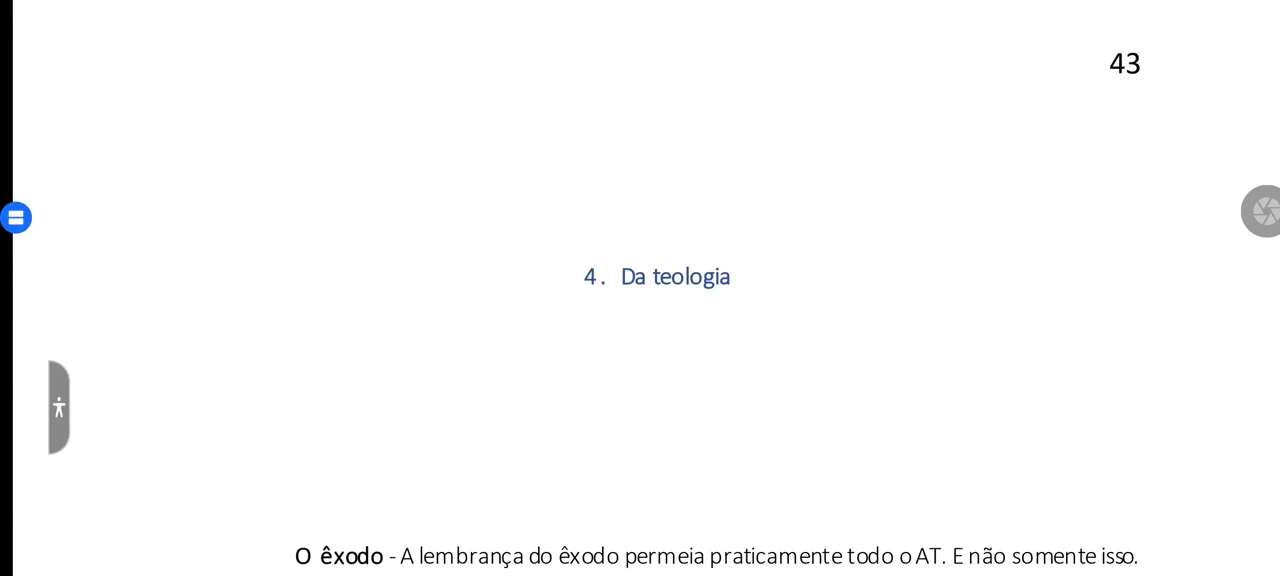 43
4. Da teologia
O êxodo - A lembrança do êxodo permeia praticamente todo o AT. E não somente isso.